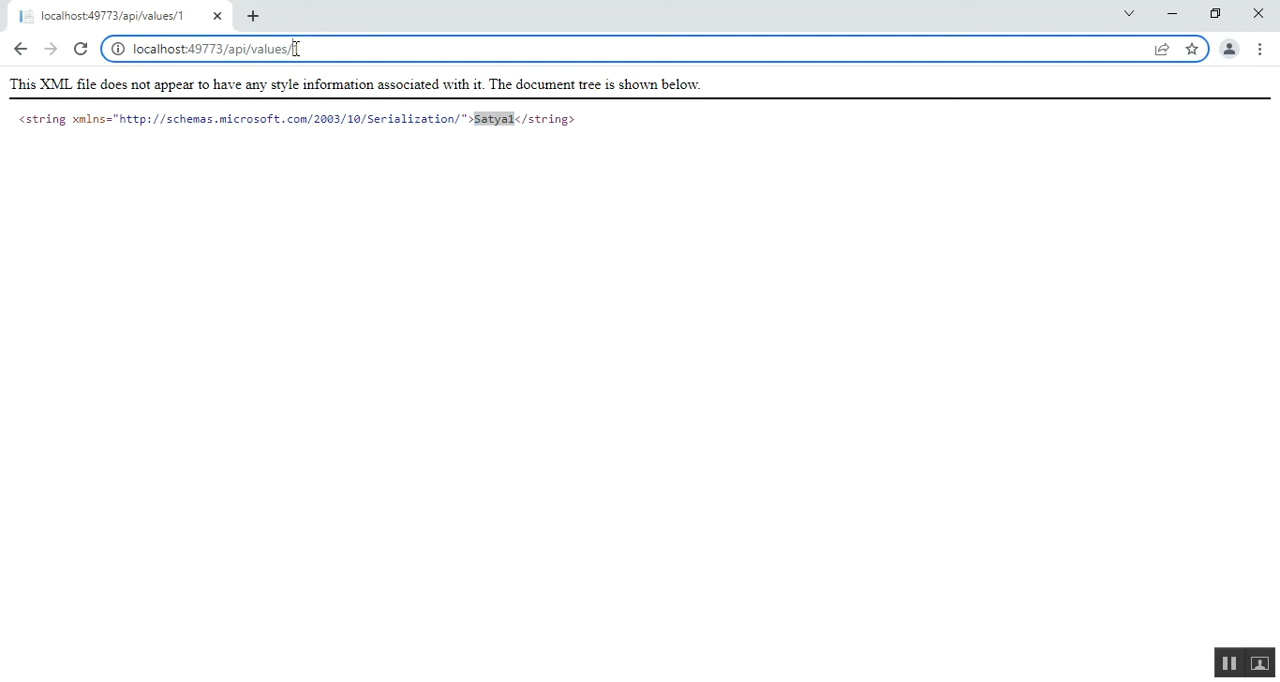 localhost:49773/api/values/1
localhost:49773/api/values/
This XML file does not appear to have any style information associated with it. The document tree is shown below.
<string xmlns="http://schemas.microsoft.com/2003/10/Serialization/">Satya1</string>